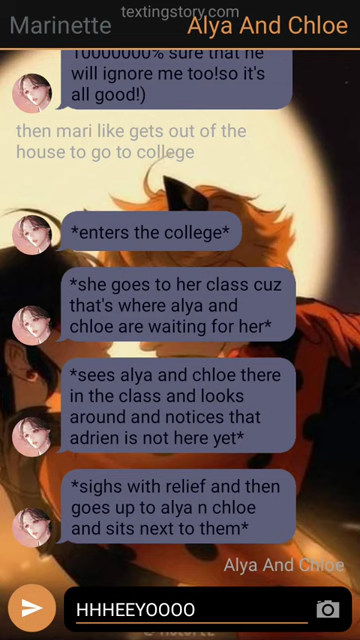 textingstory.com
Marinette Alya And Chloe
10000000% sure that he
will ignore me too!so it's
all good!)
then mari like gets out of the
house to go to college
*enters the college*
*she goes to her class cuz
that's where alya and
chloe are waiting for her*
*sees alya and chloe there
in the class and looks
around and notices that
adrien is not here yet*
*sighs with relief and then
goes up to alya n chloe
and sits next to them*
Alya And Chloe
HHHEEYOOOO